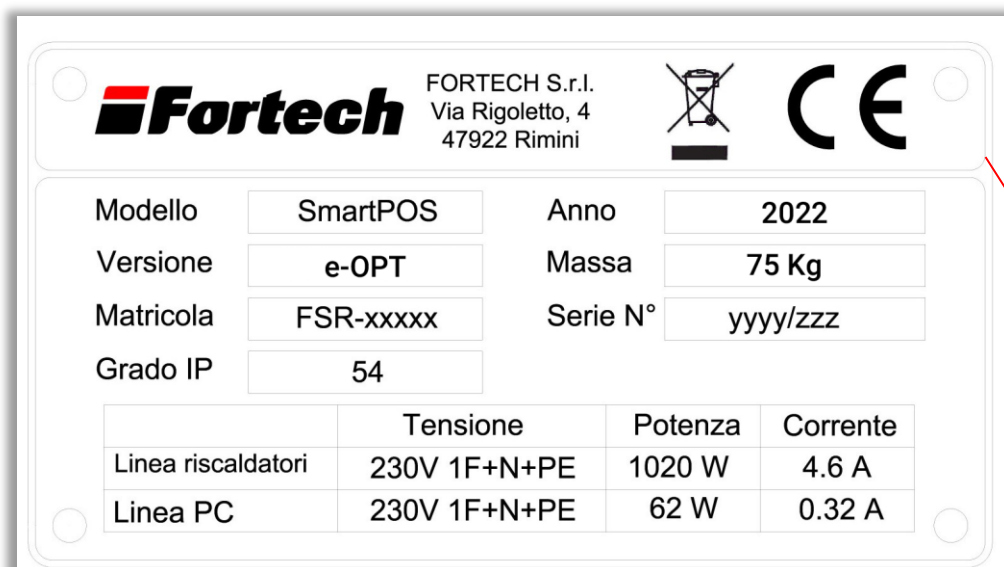 Fortech
FORTECH S.r.l.
Via Rigoletto, 4
47922 Rimini
CE
Modello SmartPOS Anno 2022
Versione e-OPT Massa 75 Kg
Matricola FSR-xxxxx Serie N° yyyy/zzz
Grado IP 54
Tensione Potenza Corrente
Linea riscaldatori 230V 1F+N+PE 1020 W 4.6 A
Linea PC 230V 1F+N+PE 62 W 0.32 A